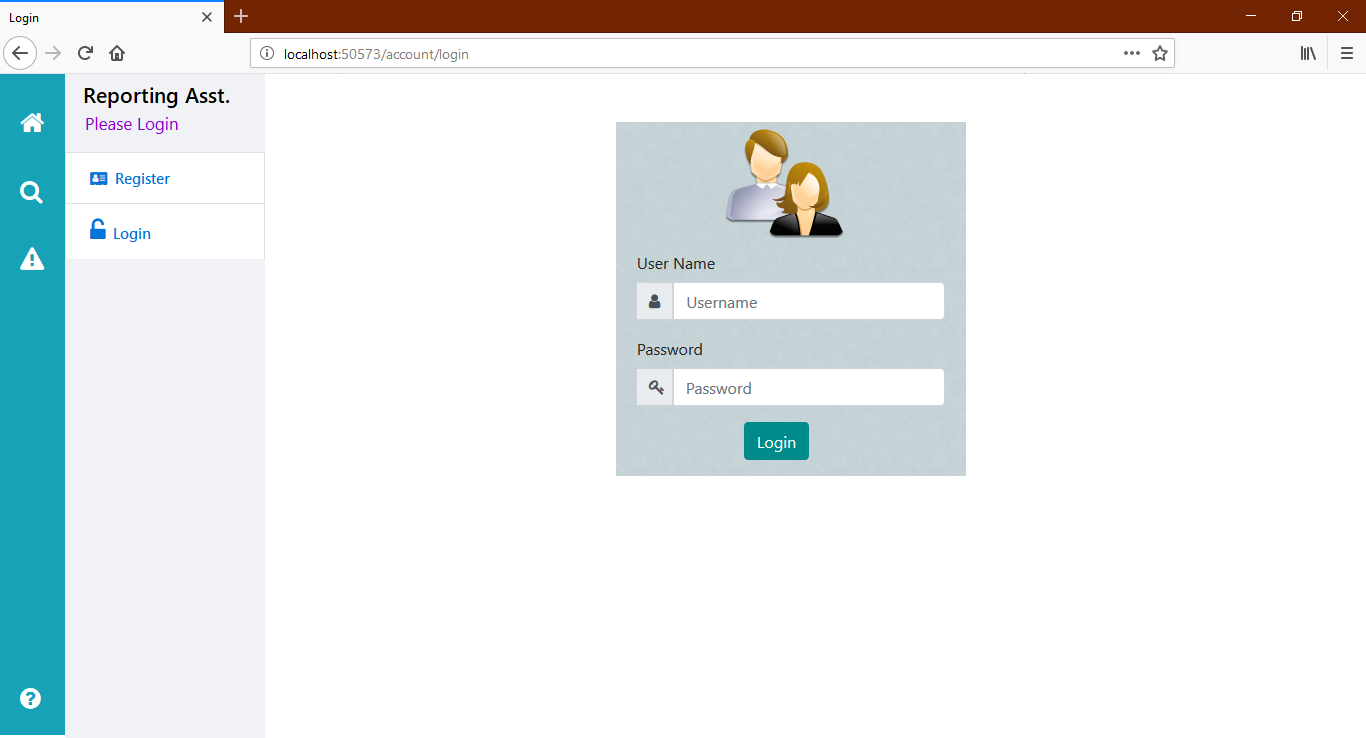 Login
localhost:50573/account/login
Reporting Asst.
Please Login
Register
Login
User Name
Username
Password
Password
Login